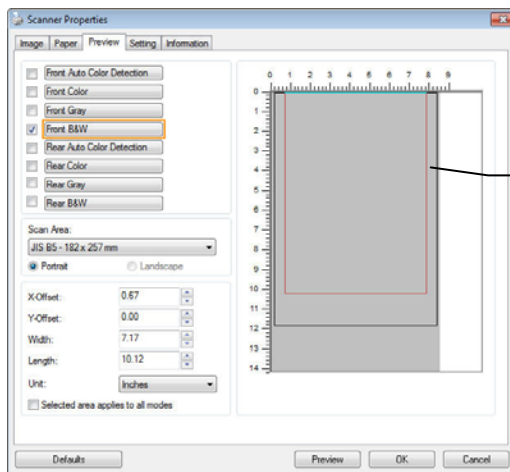 Scanner Properties
Image Paper Preview Setting Information
Front Auto Color Detection
Front Color
Front Gray
Front B&W
Rear Auto Color Detection
Rear Color
Rear Gray
Rear B&W
Scan Area:
JIS B5 - 182 x 257 mm
Portrait Landscape
X-Offset: 0.67
Y-Offset: 0.00
Width: 7.17
Length: 10.12
Unit: Inches
Selected area applies to all modes
0 1 2 3 4 5 6 7 8 9
0
1
2
3
4
5
6
7
8
9
10
11
12
13
14
Defaults Preview OK Cancel